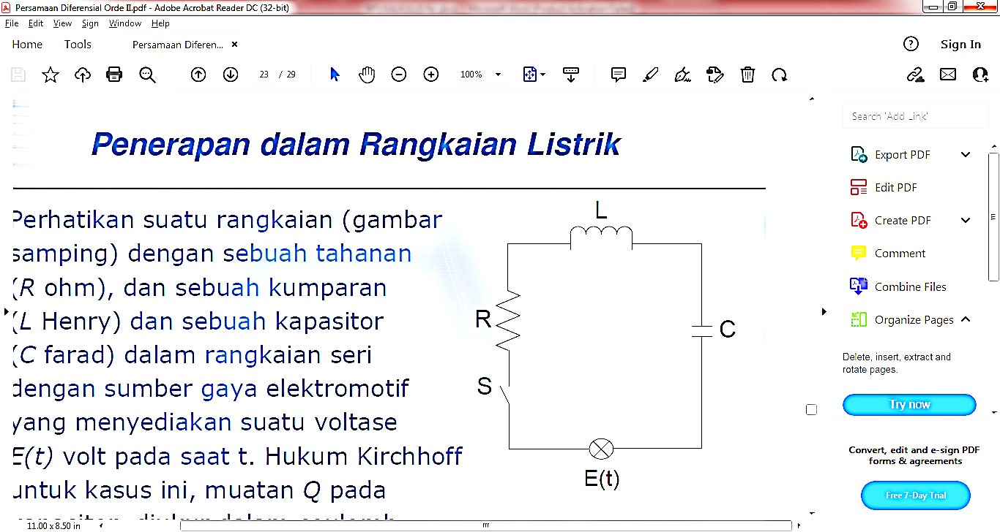 Persamaan Diferensial Orde II.pdf - Adobe Acrobat Reader DC (32-bit)
File Edit View Sign Window Help
Home Tools Persamaan Diferen... ×
Sign In
23 / 29
100%
Search 'Add Link'
Penerapan dalam Rangkaian Listrik
Perhatikan suatu rangkaian (gambar
samping) dengan sebuah tahanan
(R ohm), dan sebuah kumparan
(L Henry) dan sebuah kapasitor
(C farad) dalam rangkaian seri
dengan sumber gaya elektromotif
yang menyediakan suatu voltase
E(t) volt pada saat t. Hukum Kirchhoff
untuk kasus ini, muatan Q pada
L
R
C
S
E(t)
Export PDF
Edit PDF
Create PDF
Comment
Combine Files
Organize Pages
Delete, insert, extract and
rotate pages.
Try now
Convert, edit and e-sign PDF
forms & agreements
Free 7-Day Trial
11.00 x 8.50 in